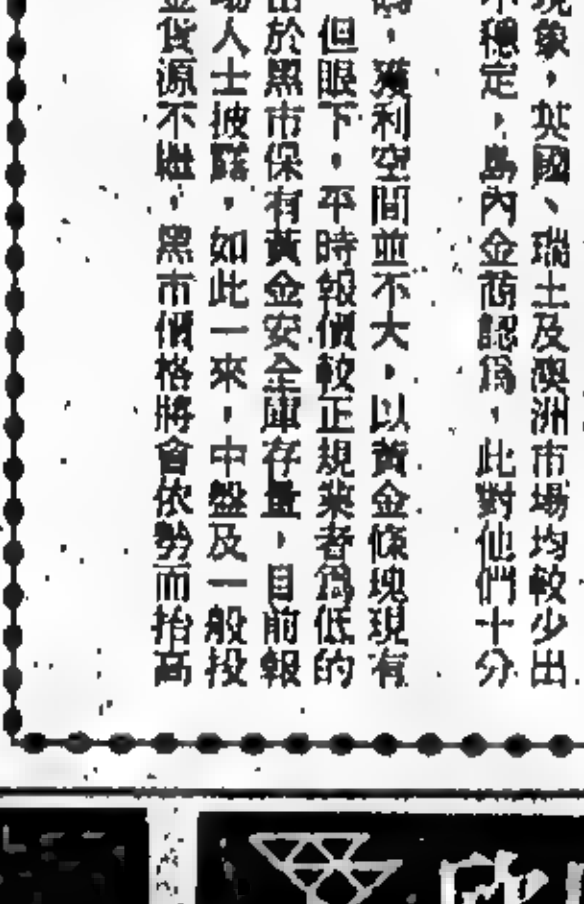 現象，英國、瑞士及澳洲市場均較少出
不穩定，島內金商認為，此對他們十分
，獲利空間並不大，以黃金條塊現有
但眼下，平時報價較正規業者為低的
於黑市保有黃金安全庫存量，目前報
人士披露，如此一來，中盤及一般投
金貨源不繼，黑市價格將會依勢而抬高